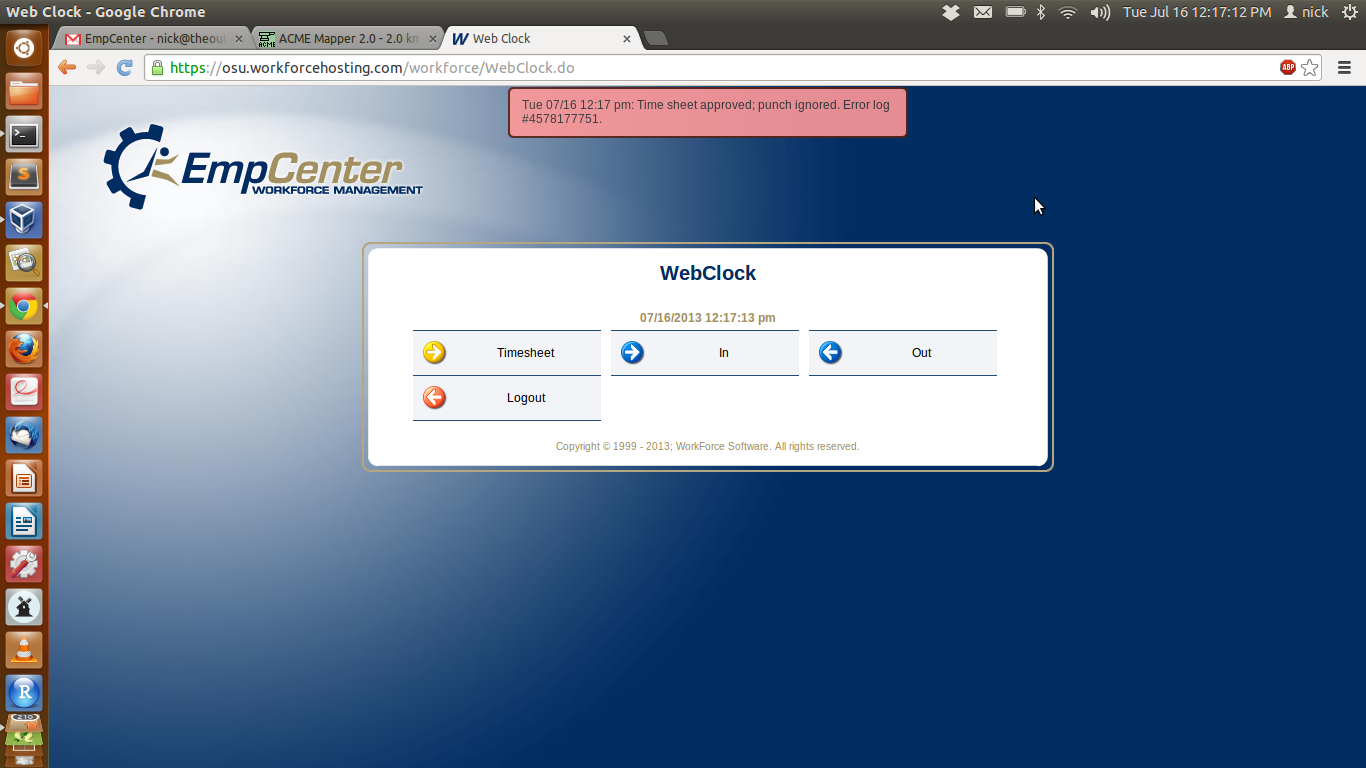 Web Clock - Google Chrome
Tue Jul 16 12:17:12 PM
nick
EmpCenter - nick@theou
ACME
ACME Mapper 2.0 - 2.0 km
W Web Clock
https://osu.workforcehosting.com/workforce/WebClock.do
ABP
Tue 07/16 12:17 pm: Time sheet approved; punch ignored. Error log
#4578177751.
EmpCenter
WORKFORCE MANAGEMENT
WebClock
07/16/2013 12:17:13 pm
Timesheet
In
Out
Logout
Copyright © 1999 - 2013; WorkForce Software. All rights reserved.
S
R
210